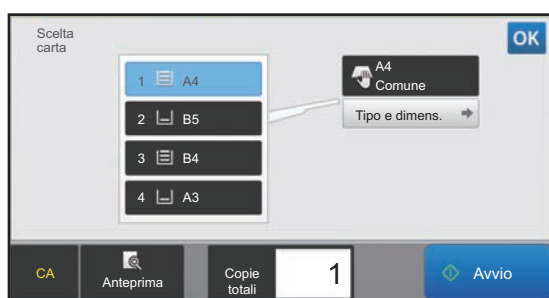 Scelta
carta
OK
1 A4
2 B5
3 B4
4 A3
A4
Comune
Tipo e dimens.
CA
Anteprima
Copie
totali
1
Avvio